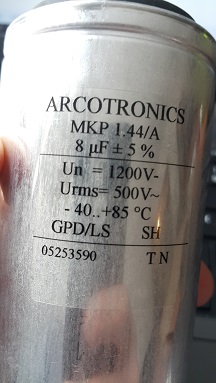 ARCOTRONICS
MKP 1.44/A
8 µF ± 5 %
Un = 1200V-
Urms= 500V~
- 40..+85 °C
GPD/LS SH
05253590 T N